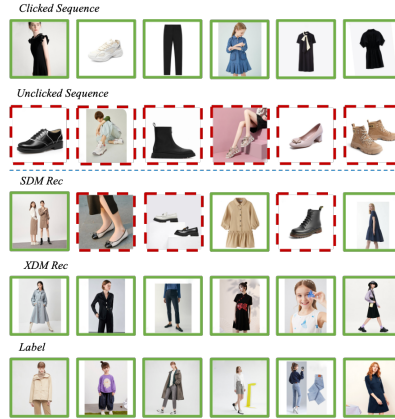 Clicked Sequence
Unclicked Sequence
SDM Rec
XDM Rec
Label